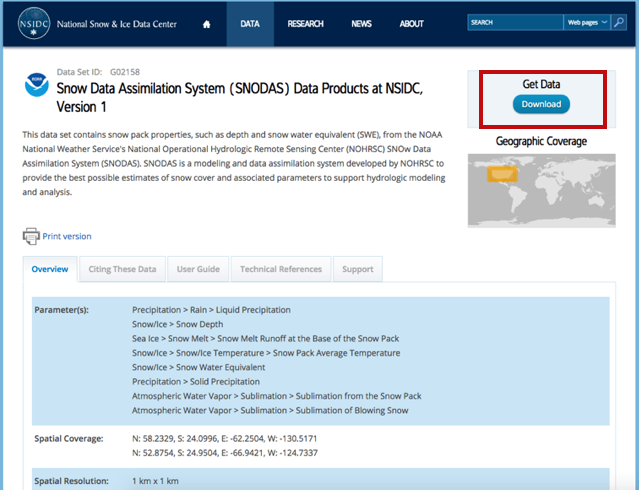 NSIDC
National Snow & Ice Data Center
DATA
RESEARCH
NEWS
ABOUT
SEARCH
Web pages
NOAA
Data Set ID: G02158
Snow Data Assimilation System (SNODAS) Data Products at NSIDC,
Version 1
This data set contains snow pack properties, such as depth and snow water equivalent (SWE), from the NOAA
National Weather Service's National Operational Hydrologic Remote Sensing Center (NOHRSC) SNOw Data
Assimilation System (SNODAS). SNODAS is a modeling and data assimilation system developed by NOHRSC to
provide the best possible estimates of snow cover and associated parameters to support hydrologic modeling
and analysis.
Get Data
Download
Geographic Coverage
Print version
Overview
Citing These Data
User Guide
Technical References
Support
Parameter(s):
Precipitation > Rain > Liquid Precipitation
Snow/Ice > Snow Depth
Sea Ice > Snow Melt > Snow Melt Runoff at the Base of the Snow Pack
Snow/Ice > Snow/Ice Temperature > Snow Pack Average Temperature
Snow/Ice > Snow Water Equivalent
Precipitation > Solid Precipitation
Atmospheric Water Vapor > Sublimation > Sublimation from the Snow Pack
Atmospheric Water Vapor > Sublimation > Sublimation of Blowing Snow
Spatial Coverage:
N: 58.2329, S: 24.0996, E: -62.2504, W: -130.5171
N: 52.8754, S: 24.9504, E: -66.9421, W: -124.7337
Spatial Resolution:
1 km x 1 km